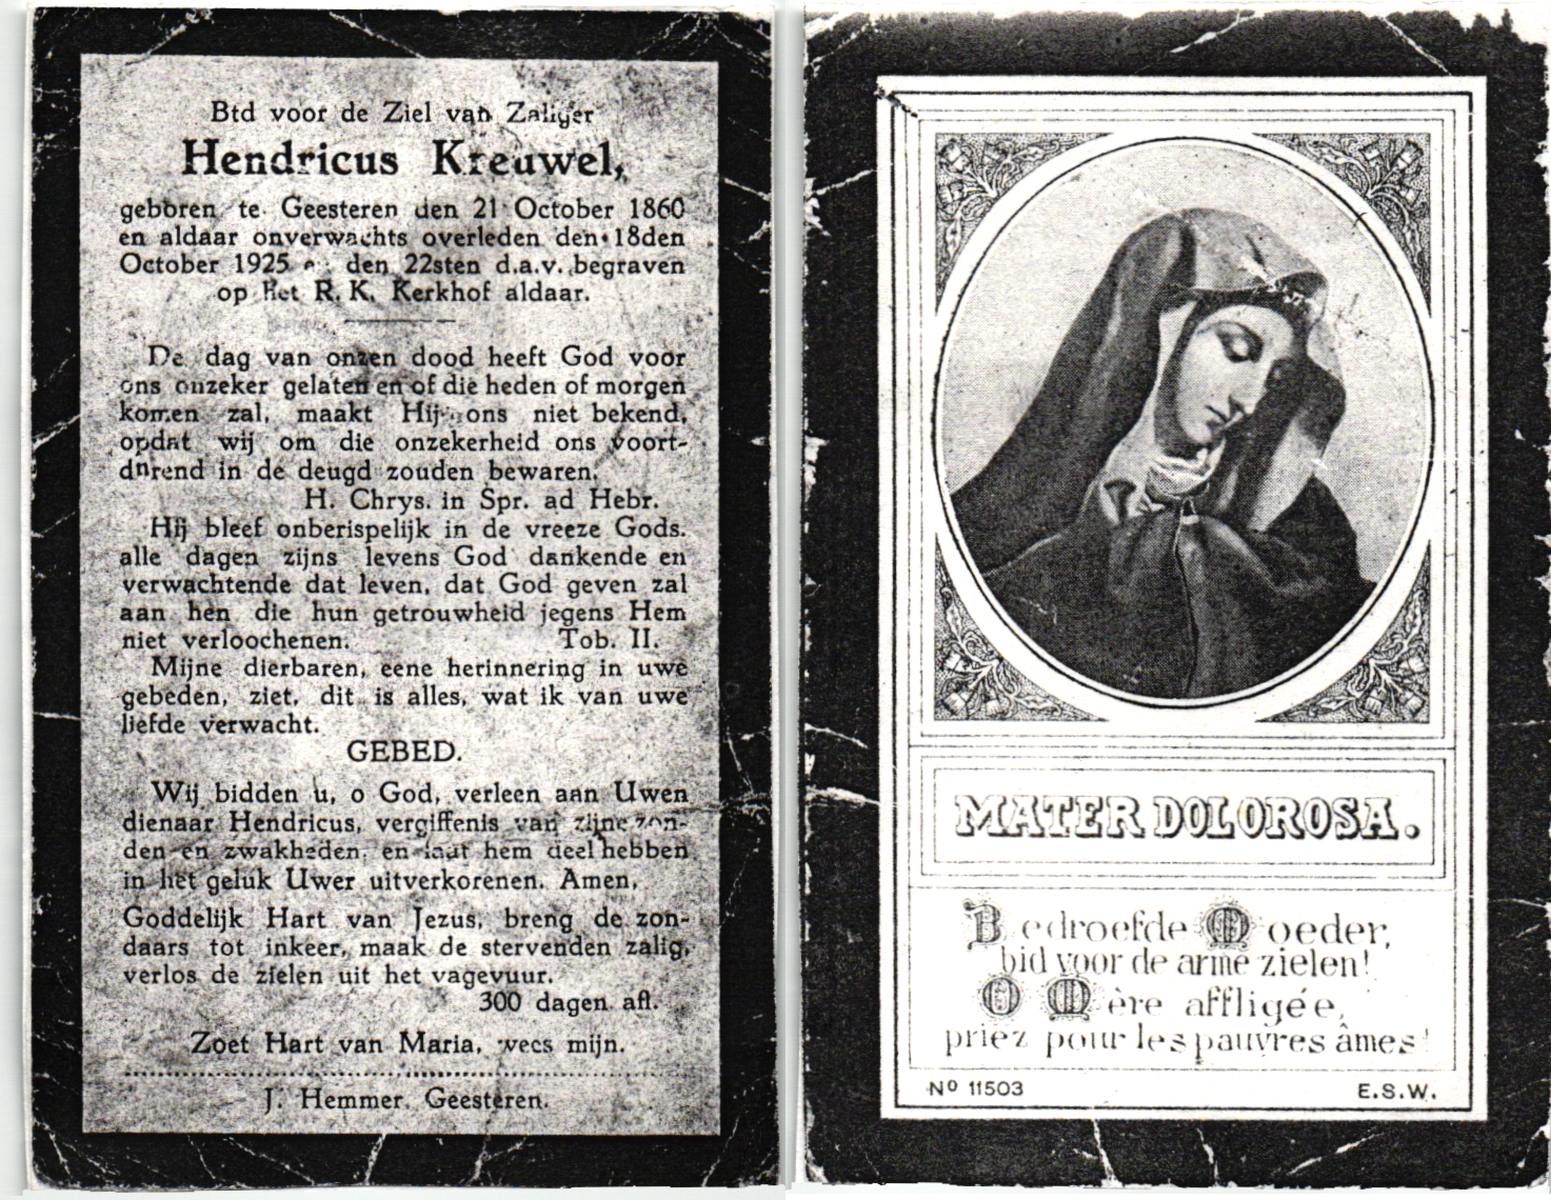 Btd voor de Ziel van Zaliger
Hendricus Kreuwel,
geboren te Geesteren den 21 October 1860
en aldaar onverwachts overleden den 18den
October 1925 den 22sten d.a.v. begraven
op het R. K. Kerkhof aldaar.
De dag van onzen dood heeft God voor
ons onzeker gelaten en of die heden of morgen
komen zal, maakt Hij ons niet bekend,
opdat wij om die onzekerheid ons voort-
durend in de deugd zouden bewaren.
H. Chrys. in Spr. ad Hebr.
Hij bleef onberispelijk in de vreeze Gods.
alle dagen zijns levens God dankende en
verwachtende dat leven, dat God geven zal
aan hen die hun getrouwheid jegens Hem
niet verloochenen. Tob. II.
Mijne dierbaren, eene herinnering in uwe
gebeden, ziet, dit is alles, wat ik van uwe
liefde verwacht.
GEBED.
Wij bidden u, o God, verleen aan Uwen
dienaar Hendricus, vergiffenis van zijne zon-
den en zwakheden, en laat hem deel hebben
in het geluk Uwer uitverkorenen. Amen,
Goddelijk Hart van Jezus, breng de zon-
daars tot inkeer, maak de stervenden zalig,
verlos de zielen uit het vagevuur.
300 dagen afl.
Zoet Hart van Maria, wees mijn.
J. Hemmer, Geesteren.
MATER DOLOROSA.
Bedroefde Moeder,
bid voor de arme zielen!
O Mère affligée,
priez pour les pauvres âmes!
No 11503 E.S.W.